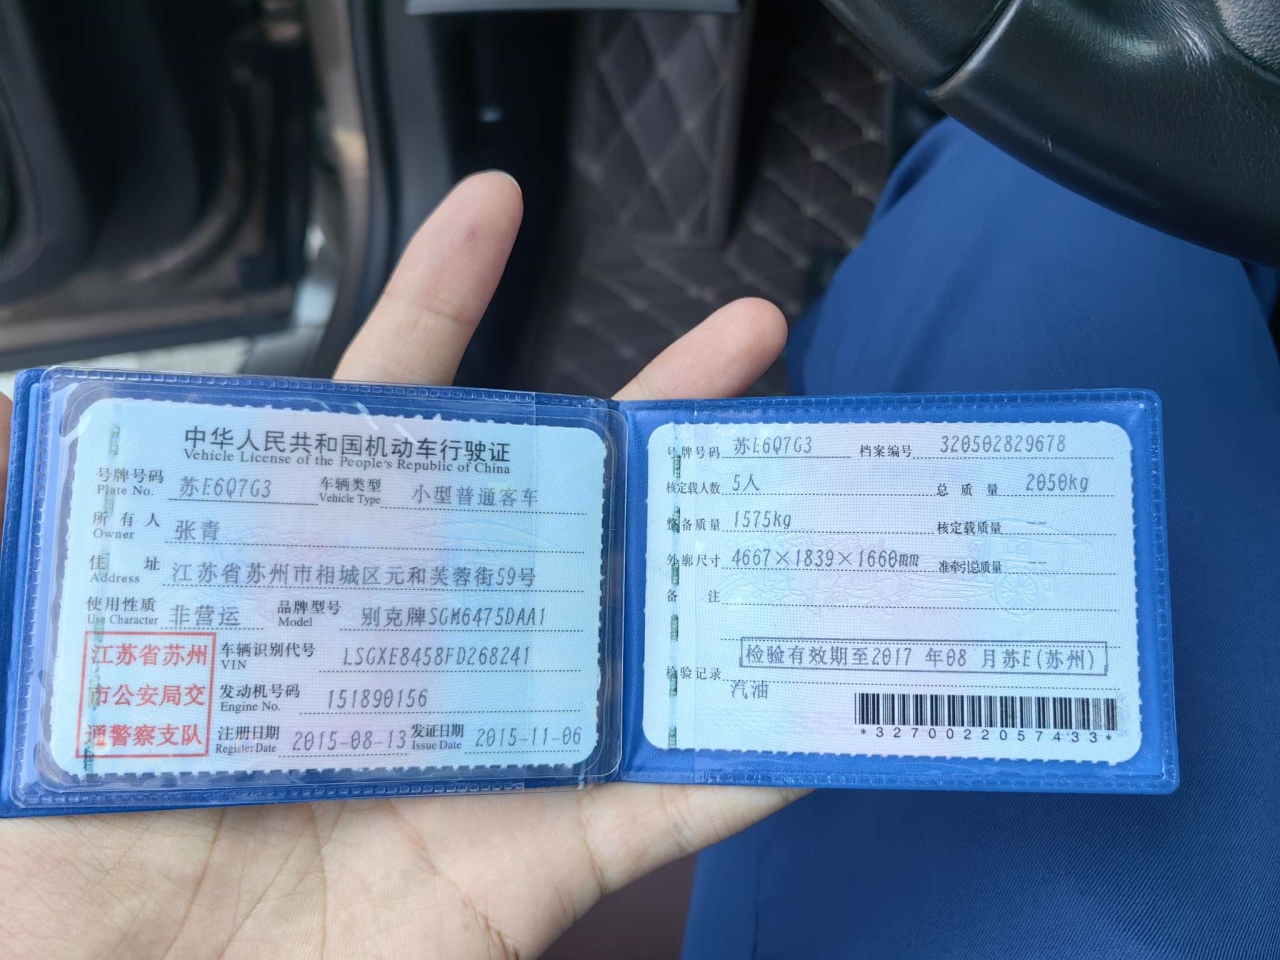 中华人民共和国机动车行驶证
Vehicle License of the People's Republic of China
号牌号码 苏E6Q7G3 车辆类型 小型普通客车
Plate No. Vehicle Type
所有人 张青
Owner
住址 江苏省苏州市相城区元和芙蓉街59号
Address
使用性质 非营运 品牌型号 别克牌SGM6475DAA1
Use Character Model
江苏省苏州
市公安局交
通警察支队
车辆识别代号 LSGXE8458FD268241
VIN
发动机号码 151890156
Engine No.
注册日期 2015-08-13 发证日期 2015-11-06
Register Date Issue Date
号牌号码 苏E6Q7G3 档案编号 320502829678
核定载人数 5人 总质量 2050kg
整备质量 1575kg 核定载质量 --
外廓尺寸 4667×1839×1660mm 准牵引总质量 --
备注
检验有效期至2017 年08 月苏E(苏州)
检验记录
汽油
*3270022057433*